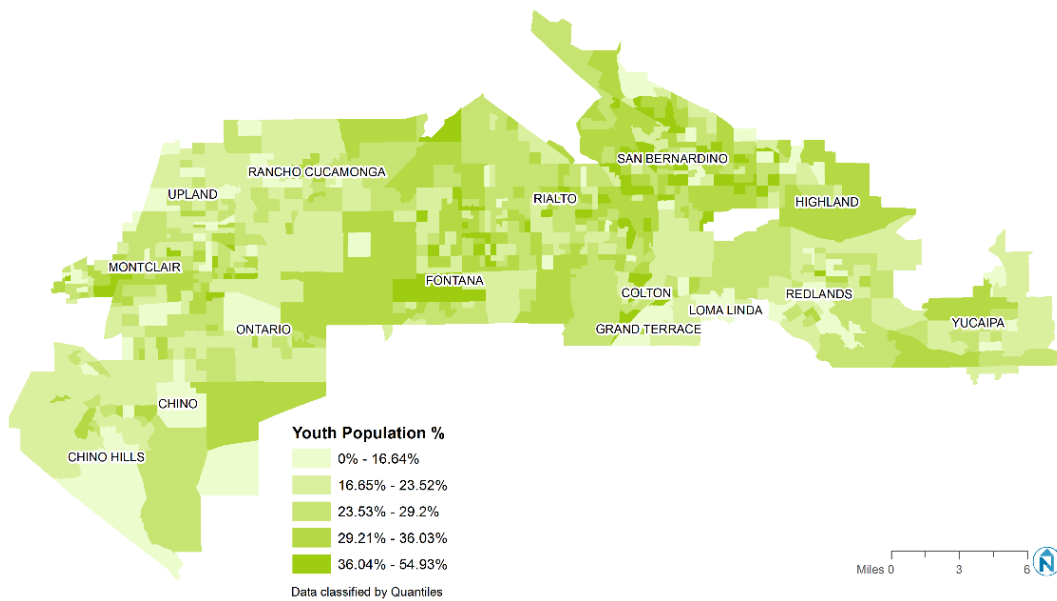 SAN BERNARDINO
RANCHO CUCAMONGA
UPLAND
RIALTO
HIGHLAND
MONTCLAIR
FONTANA
COLTON
REDLANDS
LOMA LINDA
ONTARIO
GRAND TERRACE
YUCAIPA
CHINO
CHINO HILLS
Youth Population %
0% - 16.64%
16.65% - 23.52%
23.53% - 29.2%
29.21% - 36.03%
36.04% - 54.93%
Data classified by Quantiles
Miles 0 3 6
N